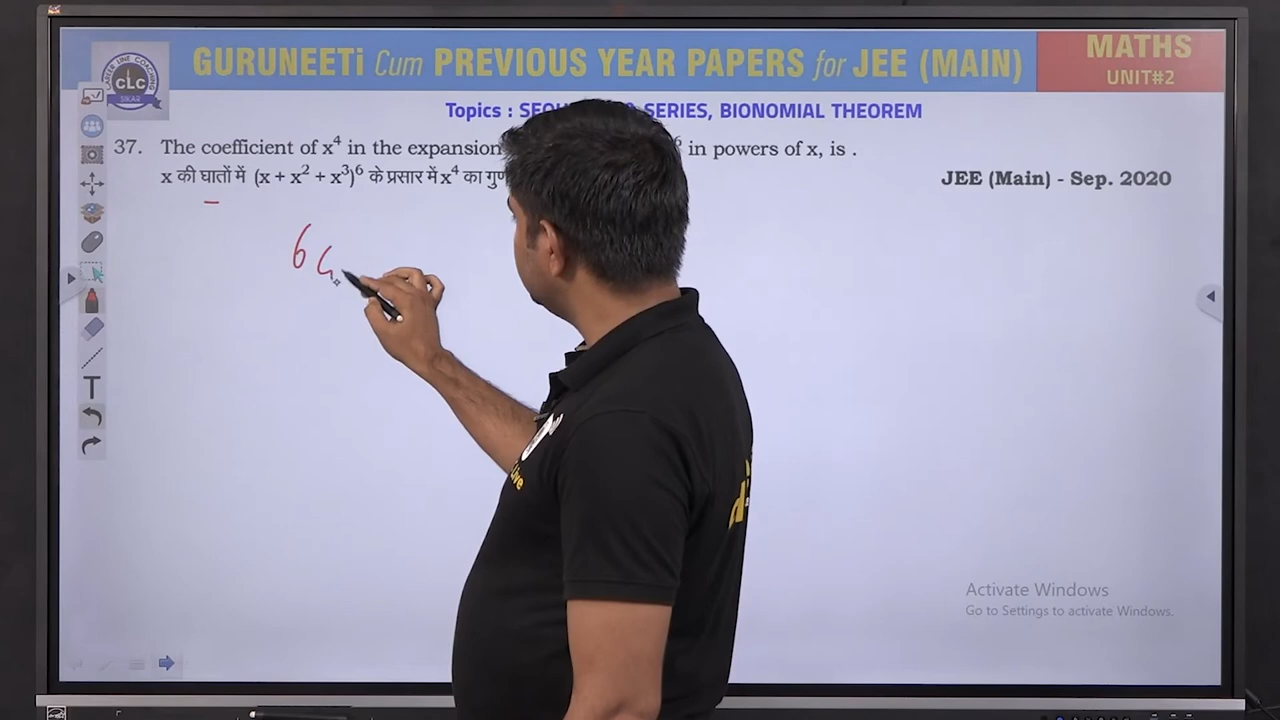 GURUNEETi Cum PREVIOUS YEAR PAPERS for JEE (MAIN)
MATHS
UNIT#2
CLC
SIKAR
Topics : SERIES, BIONOMIAL THEOREM
37. The coefficient of x⁴ in the expansion ⁶ in powers of x, is .
x की घातों में (x + x² + x³)⁶ के प्रसार में x⁴ का
JEE (Main) - Sep. 2020
6
T
Activate Windows
Go to Settings to activate Windows.